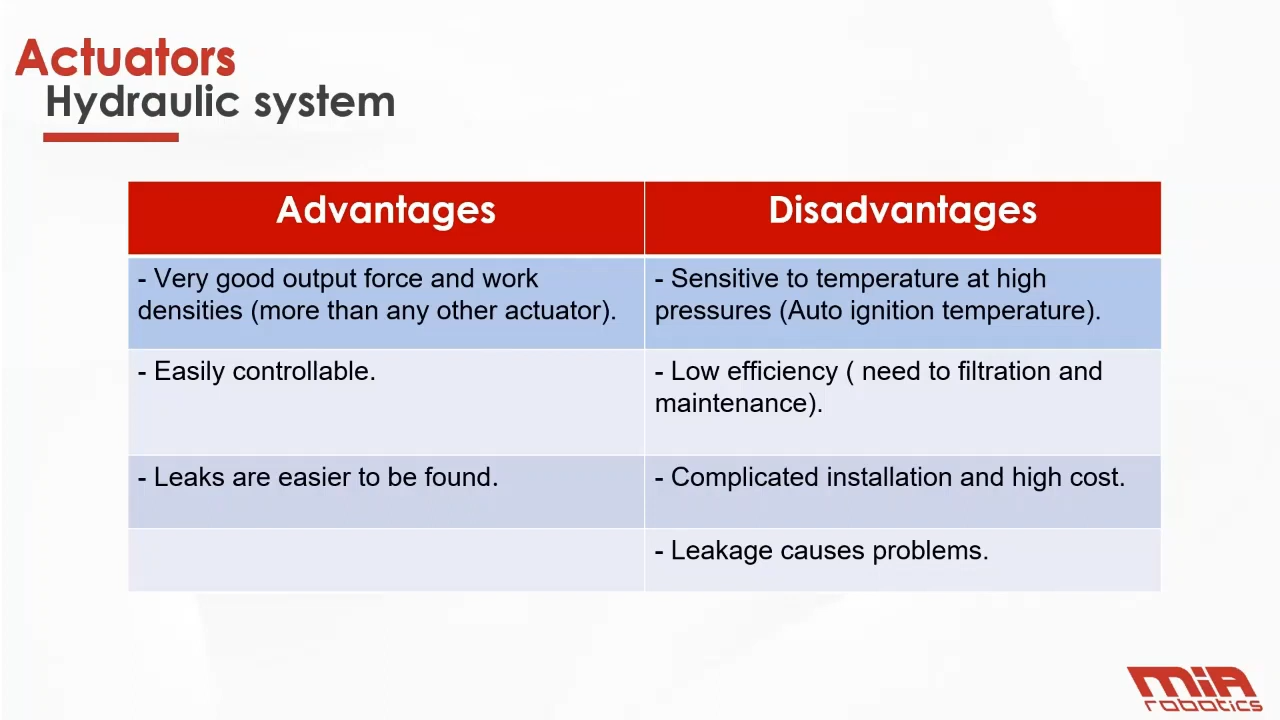 Actuators
Hydraulic system
Advantages
Disadvantages
- Very good output force and work
densities (more than any other actuator).
- Sensitive to temperature at high
pressures (Auto ignition temperature).
- Easily controllable.
- Low efficiency ( need to filtration and
maintenance).
- Leaks are easier to be found.
- Complicated installation and high cost.
- Leakage causes problems.
MiA
robotics